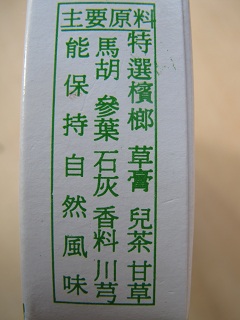 主要原料
特選檳榔 草膏 兒茶 甘草
馬胡 參葉 石灰 香料 川芎
能保持自然風味